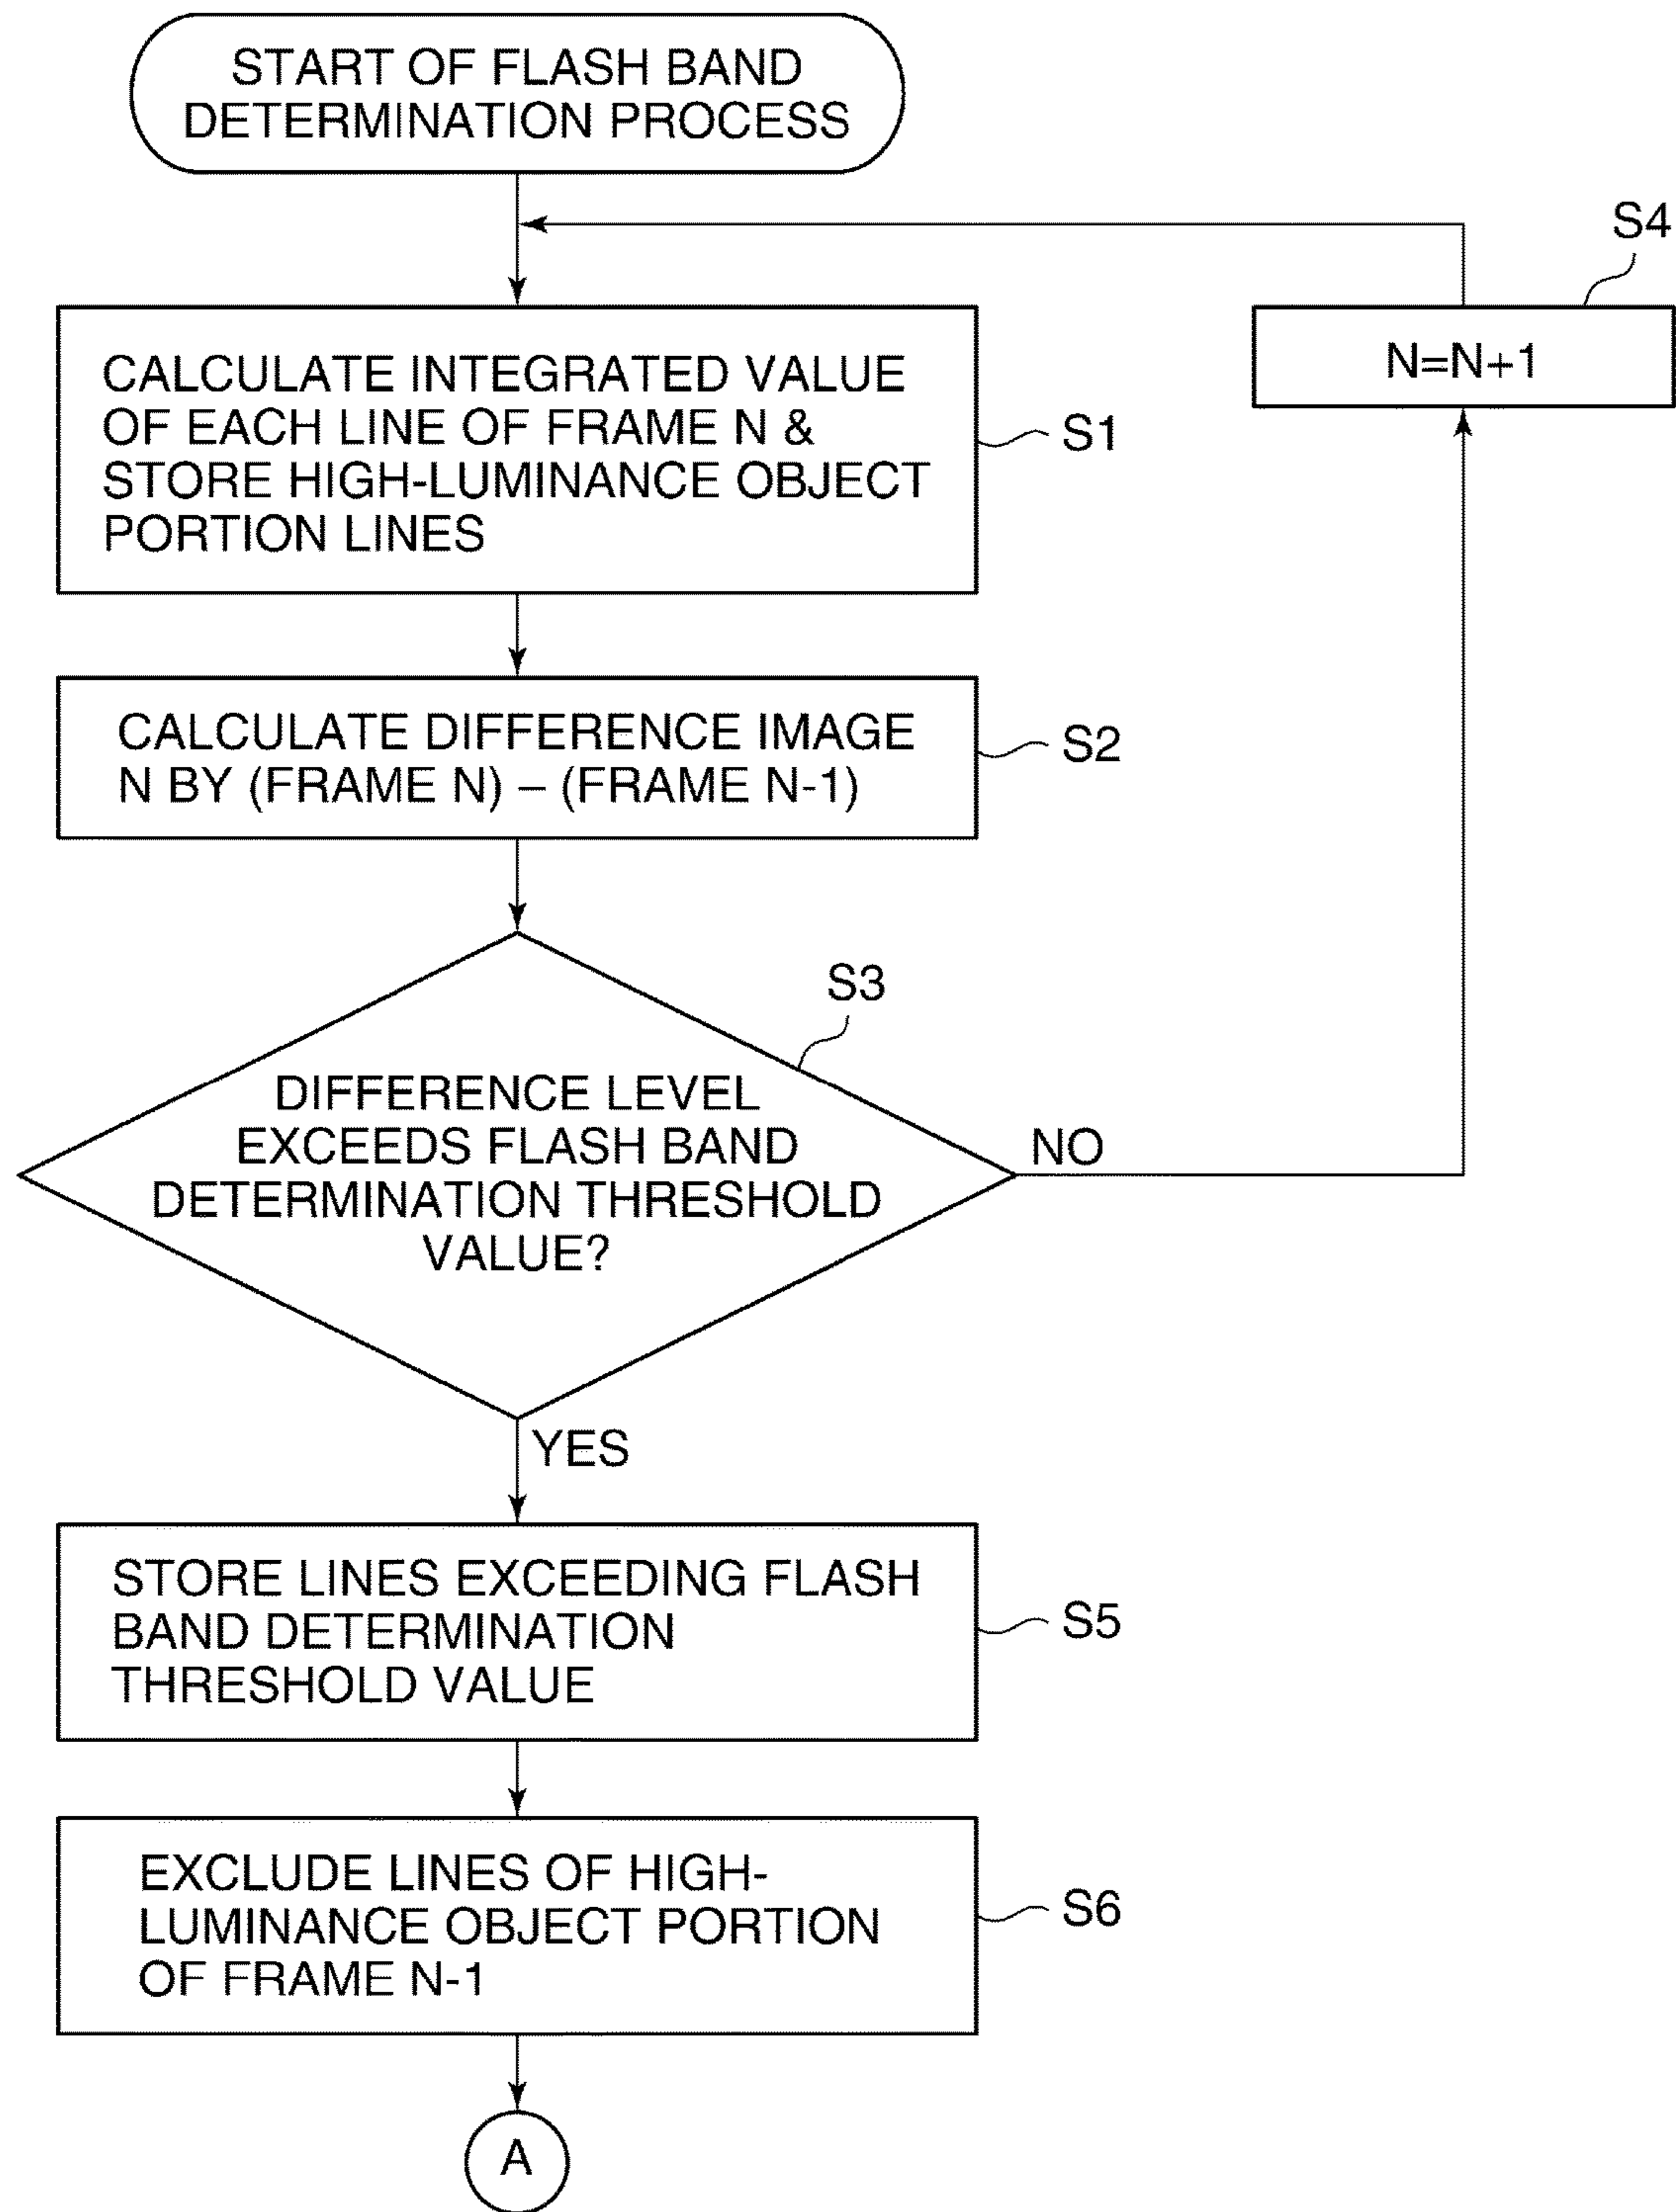 START OF FLASH BAND
DETERMINATION PROCESS
S4
N=N+1
CALCULATE INTEGRATED VALUE
OF EACH LINE OF FRAME N &
STORE HIGH-LUMINANCE OBJECT
PORTION LINES
S1
CALCULATE DIFFERENCE IMAGE
N BY (FRAME N) – (FRAME N-1)
S2
S3
DIFFERENCE LEVEL
EXCEEDS FLASH BAND
DETERMINATION THRESHOLD
VALUE?
NO
YES
STORE LINES EXCEEDING FLASH
BAND DETERMINATION
THRESHOLD VALUE
S5
EXCLUDE LINES OF HIGH-
LUMINANCE OBJECT PORTION
OF FRAME N-1
S6
A